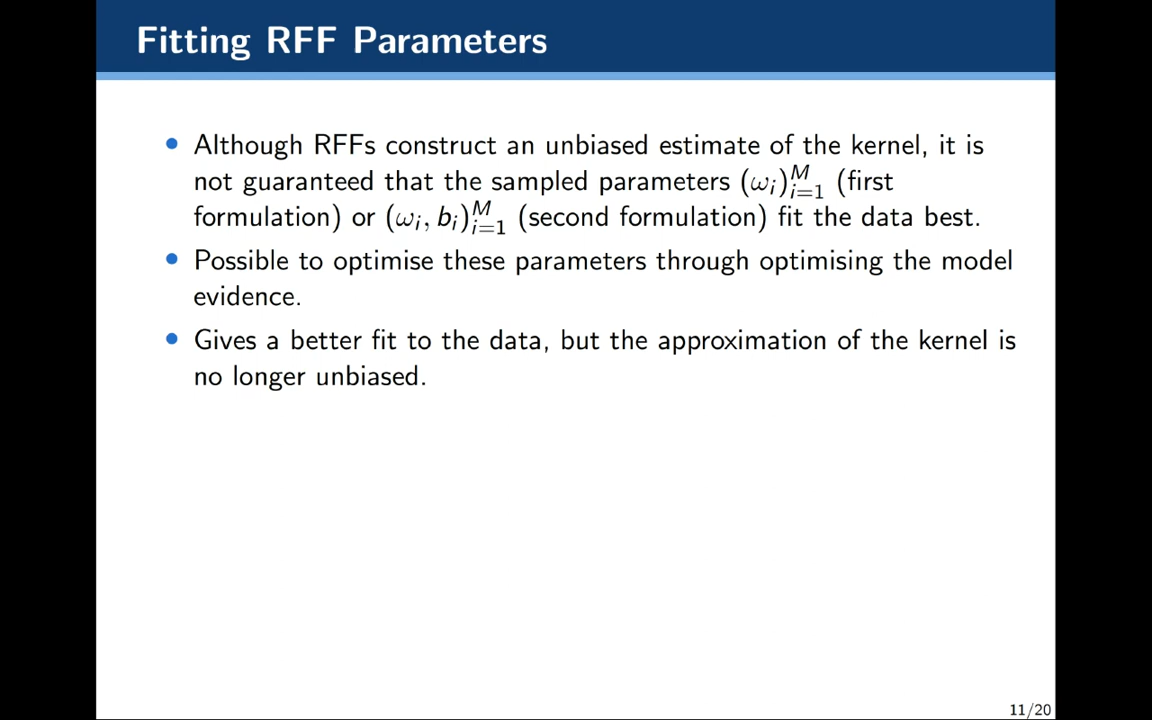 Fitting RFF Parameters
• Although RFFs construct an unbiased estimate of the kernel, it is
not guaranteed that the sampled parameters (ωᵢ)ᵢ₌₁ᴹ (first
formulation) or (ωᵢ, bᵢ)ᵢ₌₁ᴹ (second formulation) fit the data best.
• Possible to optimise these parameters through optimising the model
evidence.
• Gives a better fit to the data, but the approximation of the kernel is
no longer unbiased.
11/20